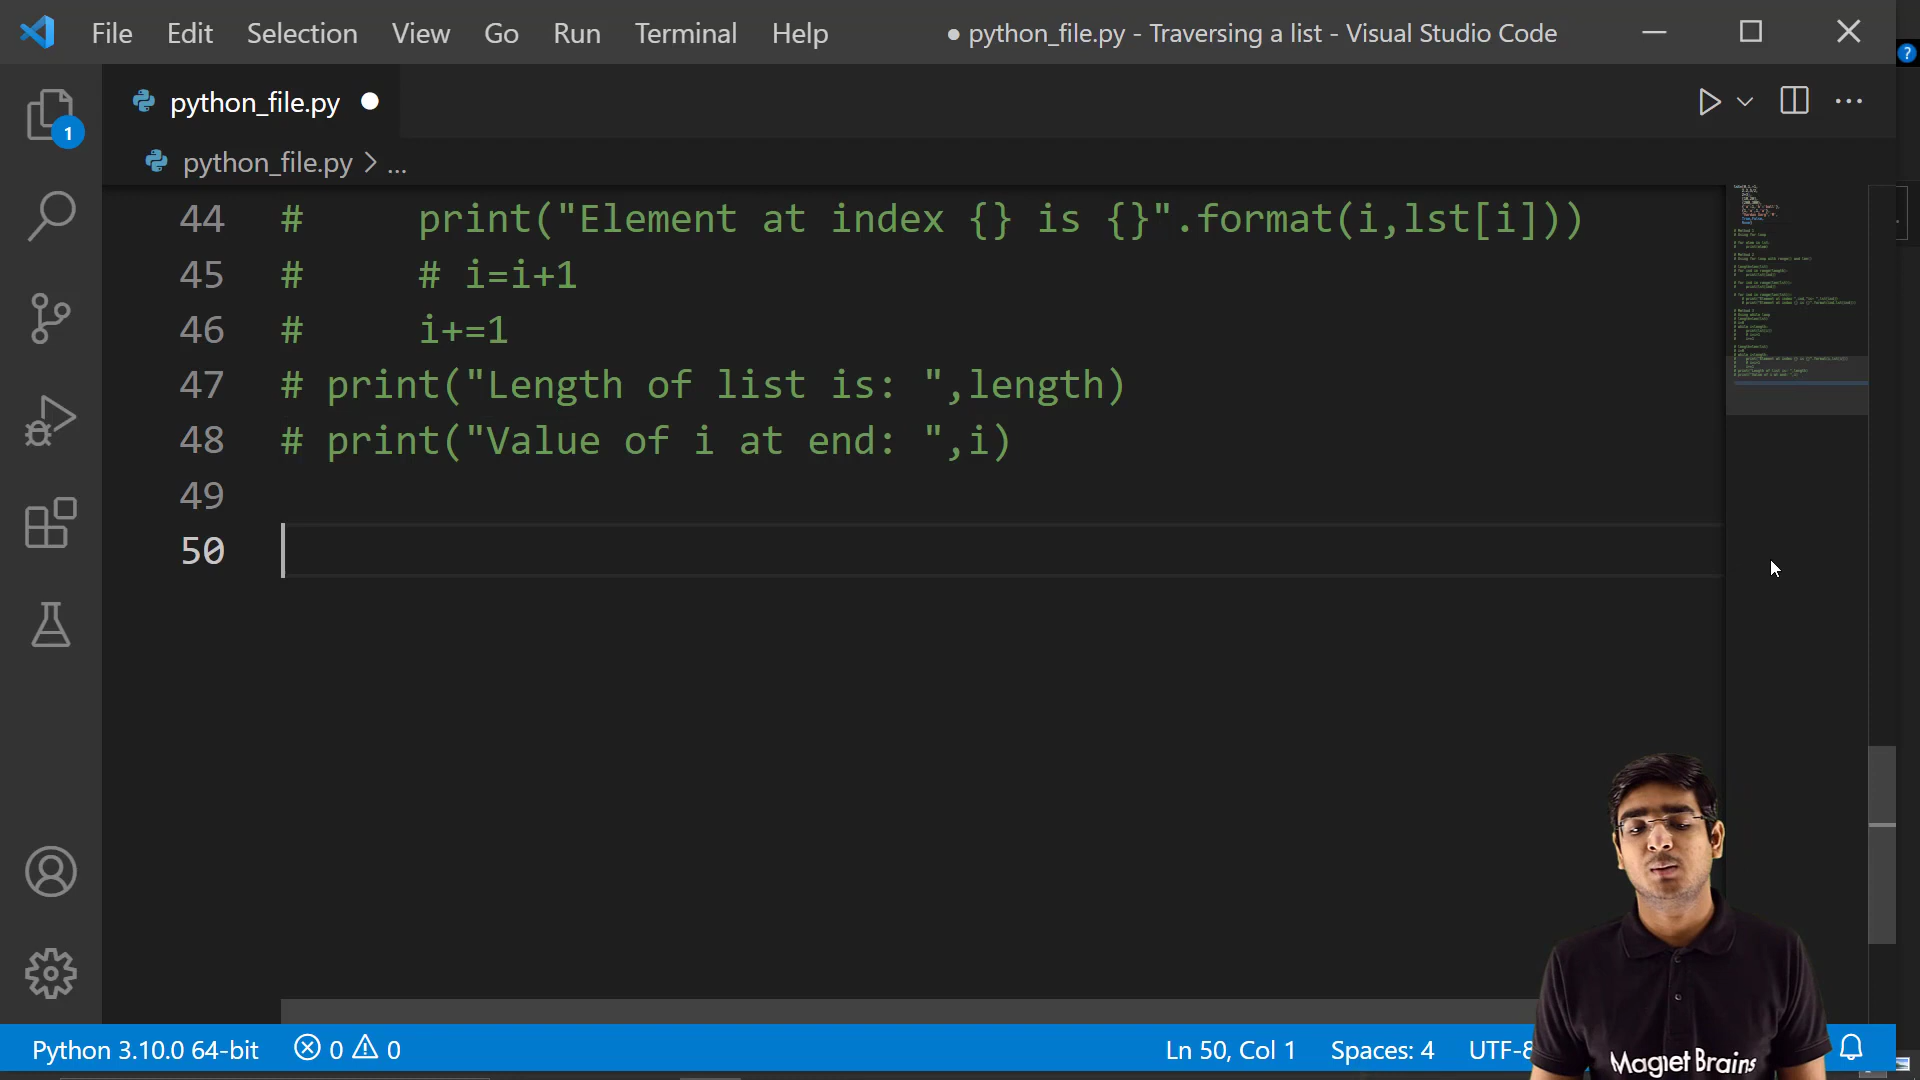 File Edit Selection View Go Run Terminal Help ● python_file.py - Traversing a list - Visual Studio Code
python_file.py ●
1
python_file.py > ...
44 #     print("Element at index {} is {}".format(i,lst[i]))
45 #     # i=i+1
46 #     i+=1
47 # print("Length of list is: ",length)
48 # print("Value of i at end: ",i)
49
50
Python 3.10.0 64-bit 0 0 Ln 50, Col 1 Spaces: 4 UTF-8
Magnet Brains